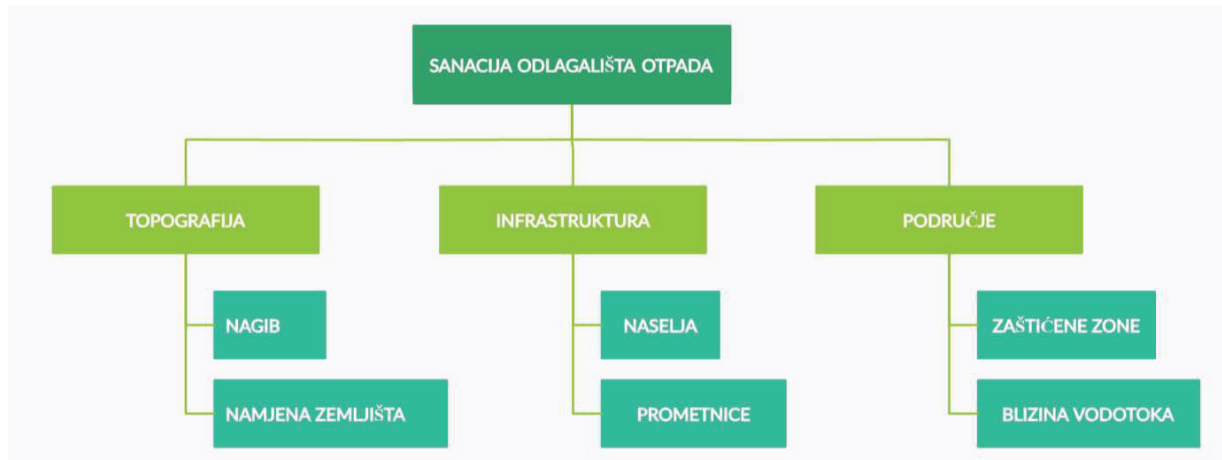 SANACIJA ODLAGALIŠTA OTPADA
TOPOGRAFIJA
INFRASTRUKTURA
PODRUČJE
NAGIB
NASELJA
ZAŠTIĆENE ZONE
NAMJENA ZEMLJIŠTA
PROMETNICE
BLIZINA VODOTOKA